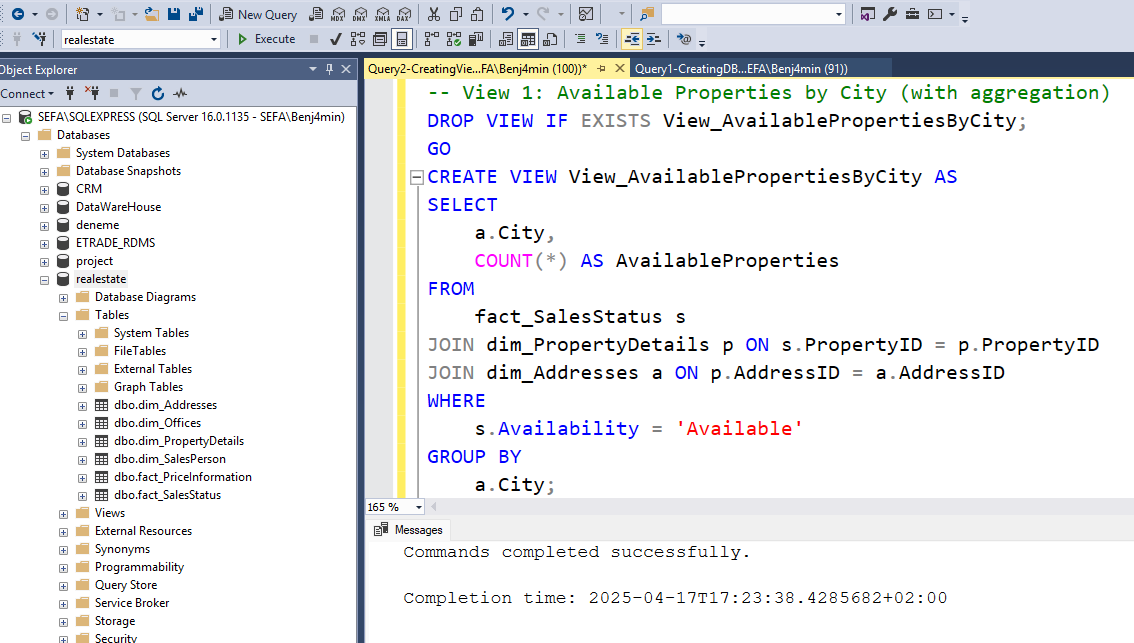 New Query
MDX
DMX
XMLA
DAX
realestate
Execute
Object Explorer
Connect
SEFA\SQLEXPRESS (SQL Server 16.0.1135 - SEFA\Benj4min)
Databases
System Databases
Database Snapshots
CRM
DataWareHouse
deneme
ETRADE_RDMS
project
realestate
Database Diagrams
Tables
System Tables
FileTables
External Tables
Graph Tables
dbo.dim_Addresses
dbo.dim_Offices
dbo.dim_PropertyDetails
dbo.dim_SalesPerson
dbo.fact_PriceInformation
dbo.fact_SalesStatus
Views
External Resources
Synonyms
Programmability
Query Store
Service Broker
Storage
Security
Query2-CreatingVie...FA\Benj4min (100))*
Query1-CreatingDB...EFA\Benj4min (91))
-- View 1: Available Properties by City (with aggregation)
DROP VIEW IF EXISTS View_AvailablePropertiesByCity;
GO
CREATE VIEW View_AvailablePropertiesByCity AS
SELECT
a.City,
COUNT(*) AS AvailableProperties
FROM
fact_SalesStatus s
JOIN dim_PropertyDetails p ON s.PropertyID = p.PropertyID
JOIN dim_Addresses a ON p.AddressID = a.AddressID
WHERE
s.Availability = 'Available'
GROUP BY
a.City;
165 %
Messages
Commands completed successfully.
Completion time: 2025-04-17T17:23:38.4285682+02:00